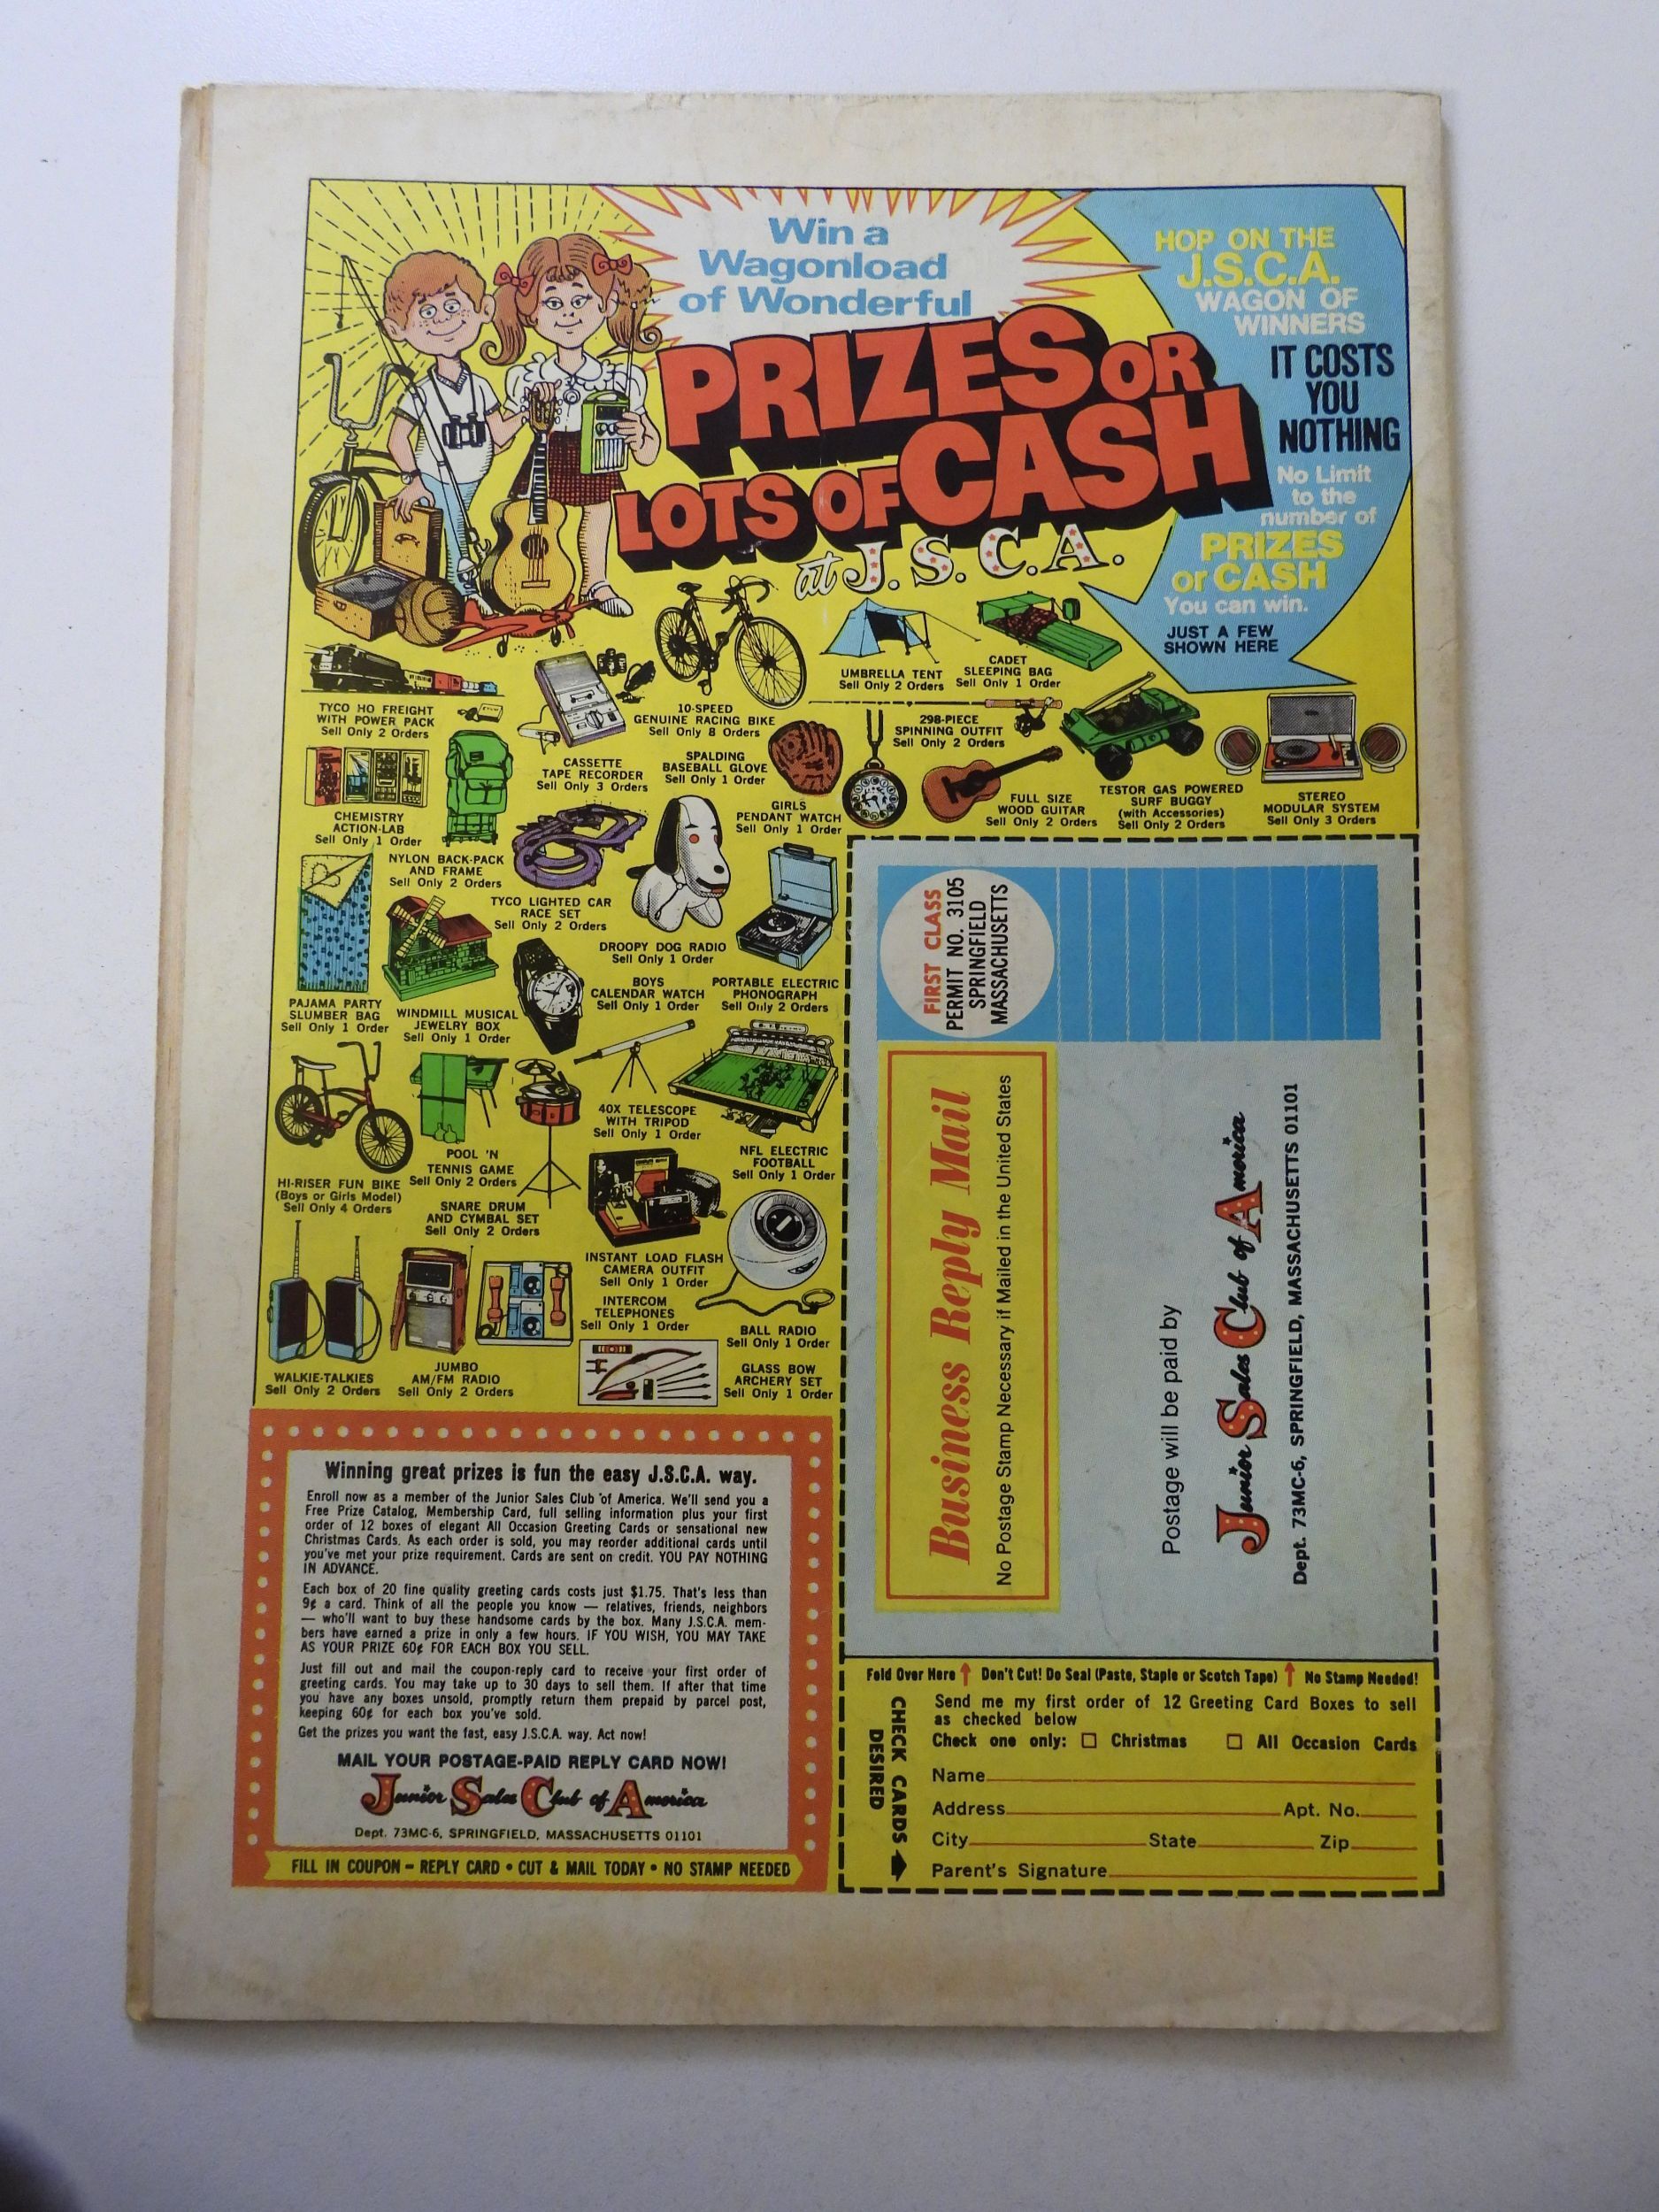 Win a
Wagonload
of Wonderful
PRIZES OR
LOTS OF CASH
at J.S.C.A.
HOP ON THE
J.S.C.A.
WAGON OF
WINNERS
IT COSTS
YOU
NOTHING
No Limit
to the
number of
PRIZES
or CASH
You can win.
JUST A FEW
SHOWN HERE
TYCO HO FREIGHT
WITH POWER PACK
Sell Only 2 Orders
CASSETTE
TAPE RECORDER
Sell Only 3 Orders
10-SPEED
GENUINE RACING BIKE
Sell Only 8 Orders
UMBRELLA TENT
Sell Only 2 Orders
CADET
SLEEPING BAG
Sell Only 1 Order
SPALDING
BASEBALL GLOVE
Sell Only 1 Order
298-PIECE
SPINNING OUTFIT
Sell Only 2 Orders
CHEMISTRY
ACTION-LAB
Sell Only 1 Order
GIRLS
PENDANT WATCH
Sell Only 1 Order
FULL SIZE
WOOD GUITAR
Sell Only 2 Orders
TESTOR GAS POWERED
SURF BUGGY
(with Accessories)
Sell Only 2 Orders
STEREO
MODULAR SYSTEM
Sell Only 3 Orders
NYLON BACK-PACK
AND FRAME
Sell Only 2 Orders
TYCO LIGHTED CAR
RACE SET
Sell Only 2 Orders
DROOPY DOG RADIO
Sell Only 1 Order
PAJAMA PARTY
SLUMBER BAG
Sell Only 1 Order
WINDMILL MUSICAL
JEWELRY BOX
Sell Only 1 Order
BOYS
CALENDAR WATCH
Sell Only 1 Order
PORTABLE ELECTRIC
PHONOGRAPH
Sell Only 2 Orders
40X TELESCOPE
WITH TRIPOD
Sell Only 1 Order
NFL ELECTRIC
FOOTBALL
Sell Only 1 Order
HI-RISER FUN BIKE
(Boys or Girls Model)
Sell Only 4 Orders
POOL 'N
TENNIS GAME
Sell Only 2 Orders
SNARE DRUM
AND CYMBAL SET
Sell Only 2 Orders
INSTANT LOAD FLASH
CAMERA OUTFIT
Sell Only 1 Order
INTERCOM
TELEPHONES
Sell Only 1 Order
BALL RADIO
Sell Only 1 Order
WALKIE-TALKIES
Sell Only 2 Orders
JUMBO
AM/FM RADIO
Sell Only 2 Orders
GLASS BOW
ARCHERY SET
Sell Only 1 Order
Winning great prizes is fun the easy J.S.C.A. way.
Enroll now as a member of the Junior Sales Club of America. We'll send you a
Free Prize Catalog, Membership Card, full selling information plus your first
order of 12 boxes of elegant All Occasion Greeting Cards or sensational new
Christmas Cards. As each order is sold, you may reorder additional cards until
you've met your prize requirement. Cards are sent on credit. YOU PAY NOTHING
IN ADVANCE.
Each box of 20 fine quality greeting cards costs just $1.75. That's less than
9¢ a card. Think of all the people you know — relatives, friends, neighbors
— who'll want to buy these handsome cards by the box. Many J.S.C.A. mem-
bers have earned a prize in only a few hours. IF YOU WISH, YOU MAY TAKE
AS YOUR PRIZE 60¢ FOR EACH BOX YOU SELL.
Just fill out and mail the coupon-reply card to receive your first order of
greeting cards. You may take up to 30 days to sell them. If after that time
you have any boxes unsold, promptly return them prepaid by parcel post,
keeping 60¢ for each box you've sold.
Get the prizes you want the fast, easy J.S.C.A. way. Act now!
MAIL YOUR POSTAGE-PAID REPLY CARD NOW!
Junior Sales Club of America
Dept. 73MC-6, SPRINGFIELD, MASSACHUSETTS 01101
FILL IN COUPON – REPLY CARD • CUT & MAIL TODAY • NO STAMP NEEDED
FIRST CLASS
PERMIT NO. 3105
SPRINGFIELD
MASSACHUSETTS
Business Reply Mail
No Postage Stamp Necessary if Mailed in the United States
Postage will be paid by
Junior Sales Club of America
Dept. 73MC-6, SPRINGFIELD, MASSACHUSETTS 01101
Fold Over Here ↑ Don't Cut! Do Seal (Paste, Staple or Scotch Tape) ↑ No Stamp Needed!
CHECK CARDS
DESIRED
Send me my first order of 12 Greeting Card Boxes to sell
as checked below
Check one only: □ Christmas □ All Occasion Cards
Name
Address Apt. No.
City State Zip
Parent's Signature